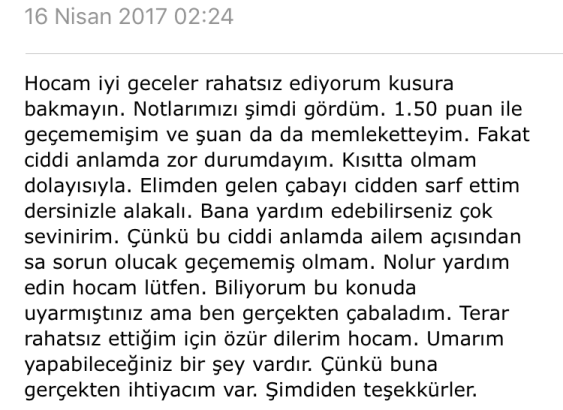 16 Nisan 2017 02:24
Hocam iyi geceler rahatsız ediyorum kusura
bakmayın. Notlarımızı şimdi gördüm. 1.50 puan ile
geçememişim ve şuan da da memleketteyim. Fakat
ciddi anlamda zor durumdayım. Kısıtta olmam
dolayısıyla. Elimden gelen çabayı cidden sarf ettim
dersinizle alakalı. Bana yardım edebilirseniz çok
sevinirim. Çünkü bu ciddi anlamda ailem açısından
sa sorun olucak geçememiş olmam. Nolur yardım
edin hocam lütfen. Biliyorum bu konuda
uyarmıştınız ama ben gerçekten çabaladım. Terar
rahatsız ettiğim için özür dilerim hocam. Umarım
yapabileceğiniz bir şey vardır. Çünkü buna
gerçekten ihtiyacım var. Şimdiden teşekkürler.